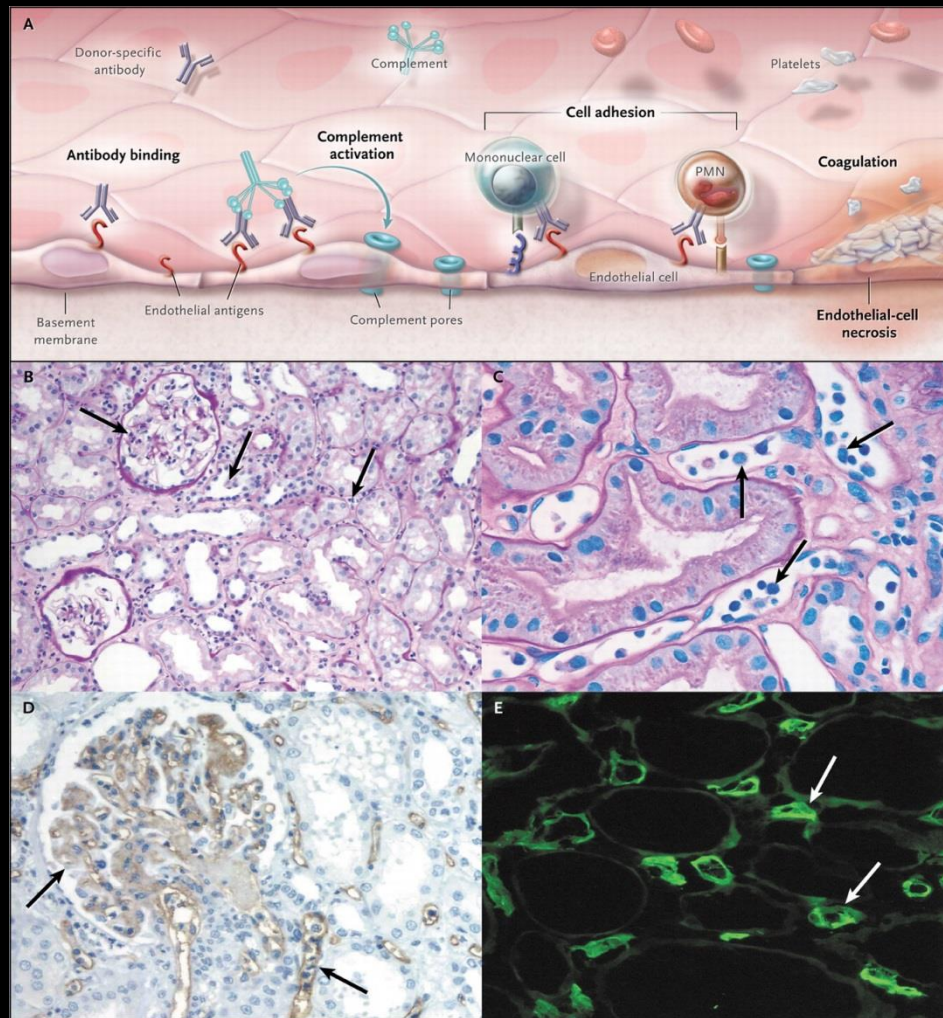 A
Donor-specific
antibody
Complement
Platelets
Cell adhesion
Antibody binding
Complement
activation
Mononuclear cell
PMN
Coagulation
Endothelial antigens
Endothelial cell
Basement
membrane
Complement pores
Endothelial-cell
necrosis
B
C
D
E